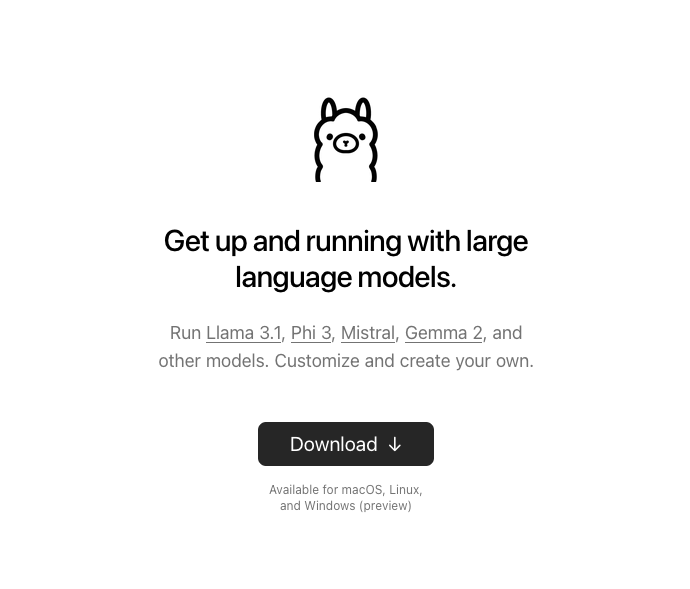 Get up and running with large
language models.
Run Llama 3.1, Phi 3, Mistral, Gemma 2, and
other models. Customize and create your own.
Download ↓
Available for macOS, Linux,
and Windows (preview)